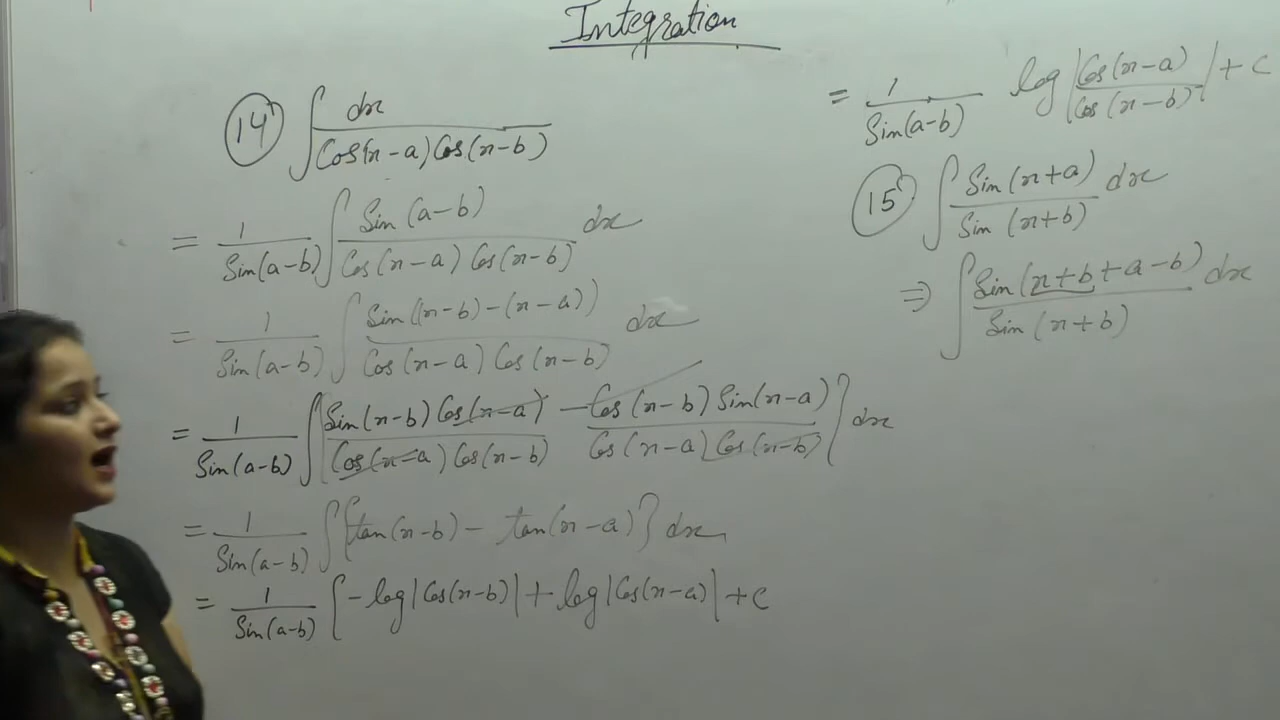 Integration
14 ∫ dx / Cos(x-a) Cos(x-b)
= 1/Sin(a-b) ∫ Sin(a-b) / Cos(x-a) Cos(x-b) dx
= 1/Sin(a-b) ∫ Sin((x-b)-(x-a)) / Cos(x-a) Cos(x-b) dx
= 1/Sin(a-b) ∫ [Sin(x-b) Cos(x-a) / Cos(x-a) Cos(x-b) - Cos(x-b) Sin(x-a) / Cos(x-a) Cos(x-b)} dx
= 1/Sin(a-b) ∫ {tan(x-b) - tan(x-a)} dx
= 1/Sin(a-b) [-log|Cos(x-b)| + log|Cos(x-a)| + c
= 1/Sin(a-b) log|Cos(x-a) / Cos(x-b)| + c
15 ∫ Sin(x+a) / Sin(x+b) dx
⇒ ∫ Sin(x+b+a-b) / Sin(x+b) dx